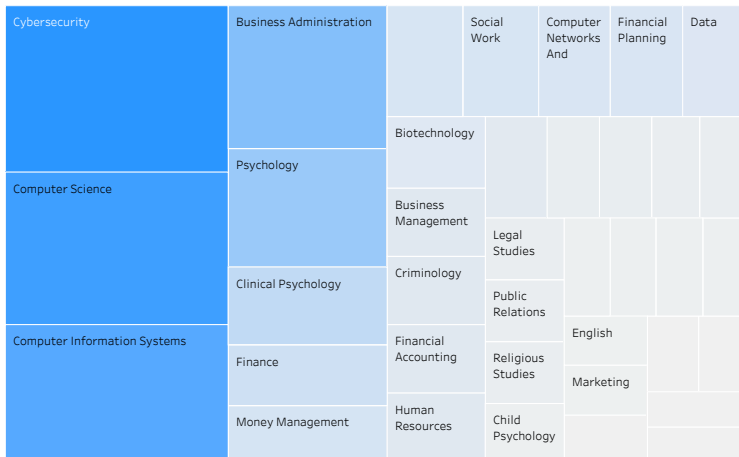 Cybersecurity
Computer Science
Computer Information Systems
Business Administration
Psychology
Clinical Psychology
Finance
Money Management
Social
Work
Computer
Networks
And
Financial
Planning
Data
Biotechnology
Business
Management
Criminology
Financial
Accounting
Human
Resources
Legal
Studies
Public
Relations
Religious
Studies
Child
Psychology
English
Marketing